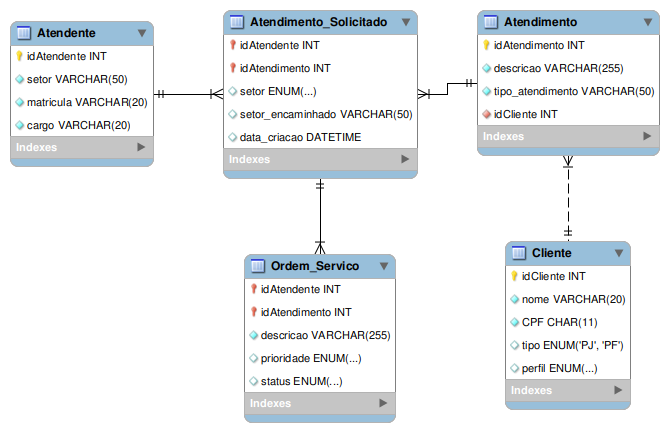 Atendente
idAtendente INT
setor VARCHAR(50)
matricula VARCHAR(20)
cargo VARCHAR(20)
Indexes
Atendimento_Solicitado
idAtendente INT
idAtendimento INT
setor ENUM(...)
setor_encaminhado VARCHAR(50)
data_criacao DATETIME
Indexes
Atendimento
idAtendimento INT
descricao VARCHAR(255)
tipo_atendimento VARCHAR(50)
idCliente INT
Indexes
Ordem_Servico
idAtendente INT
idAtendimento INT
descricao VARCHAR(255)
prioridade ENUM(...)
status ENUM(...)
Indexes
Cliente
idCliente INT
nome VARCHAR(20)
CPF CHAR(11)
tipo ENUM('PJ', 'PF')
perfil ENUM(...)
Indexes